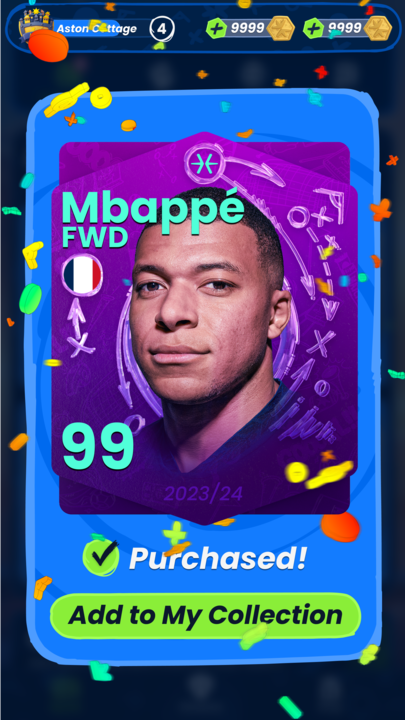 Aston Cottage
4
9999
9999
Mbappé
FWD
99
2023/24
Purchased!
Add to My Collection